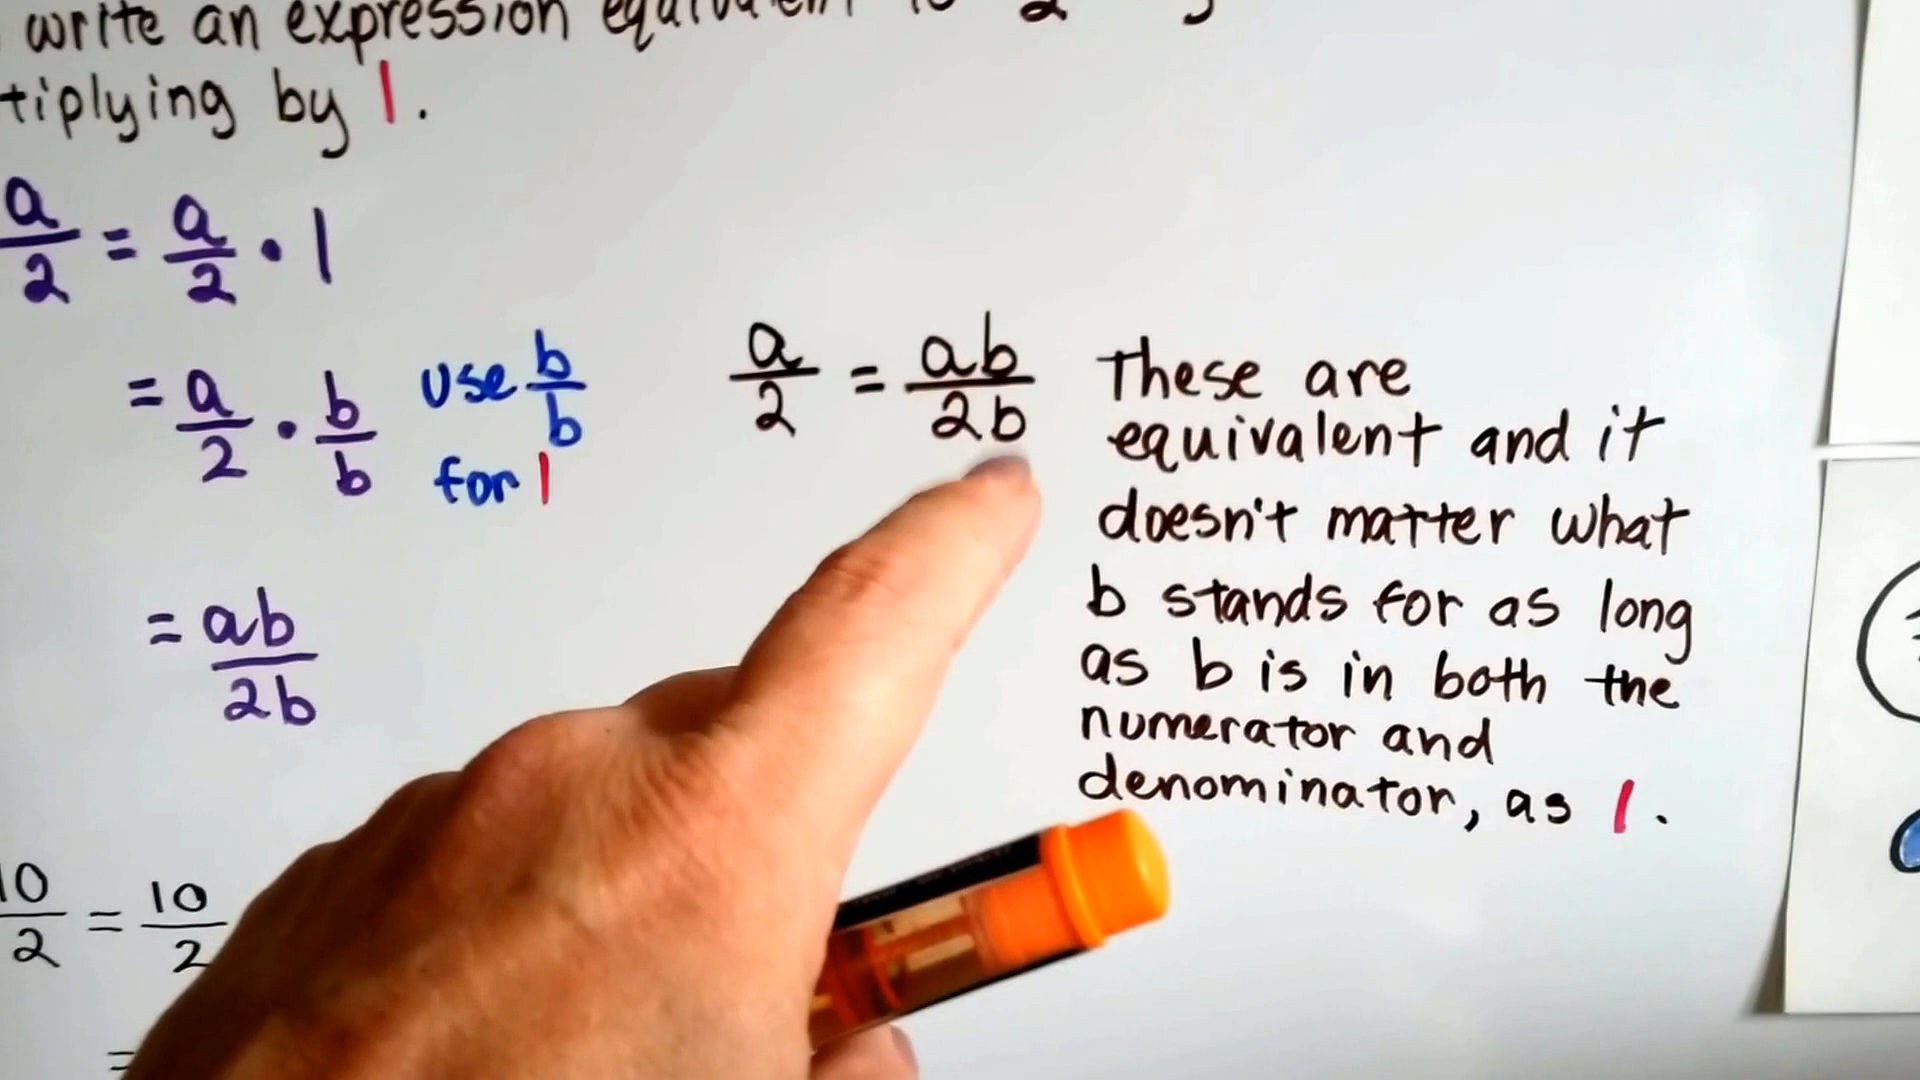 write an expression equivalent to
tiplying by 1.
a/2 = a/2 · 1
= a/2 · b/b use b/b
for 1
= ab/2b
10/2 = 10/2
=
a/2 = ab/2b
These are
equivalent and it
doesn't matter what
b stands for as long
as b is in both the
numerator and
denominator, as 1.